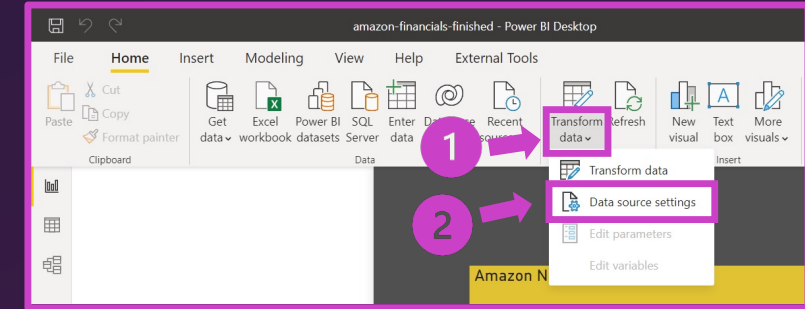 amazon-financials-finished - Power BI Desktop
File Home Insert Modeling View Help External Tools
Paste
Cut
Copy
Format painter
Clipboard
Get data
Excel workbook
Power BI datasets
SQL Server
Enter data
Recent
Data
Transform data
Refresh
New visual
Text box
More visuals
Insert
1
Transform data
2
Data source settings
Edit parameters
Edit variables
Amazon N